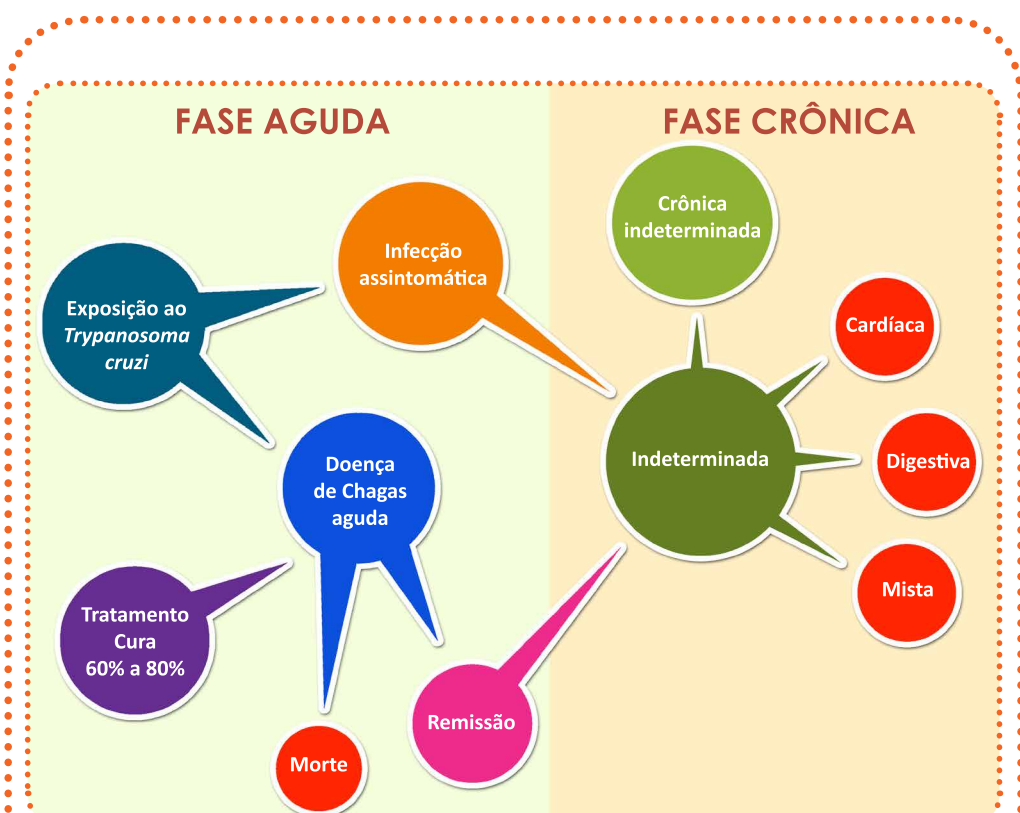 FASE AGUDA
FASE CRÔNICA
Crônica
indeterminada
Infecção
assintomática
Exposição ao
Trypanosoma
cruzi
Cardíaca
Doença
de Chagas
aguda
Indeterminada
Digestiva
Tratamento
Cura
60% a 80%
Mista
Remissão
Morte